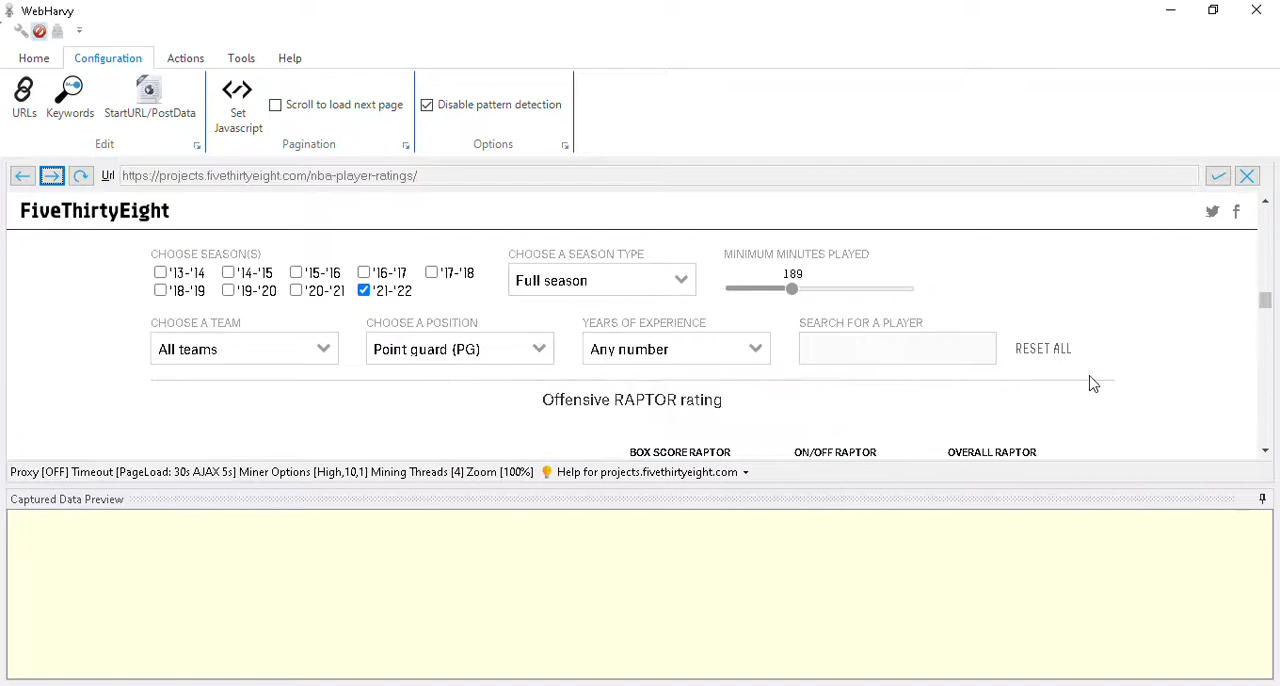 WebHarvy
Home Configuration Actions Tools Help
URLs Keywords StartURL/PostData Set Javascript Scroll to load next page Disable pattern detection
Edit Pagination Options
Url https://projects.fivethirtyeight.com/nba-player-ratings/
FiveThirtyEight
CHOOSE SEASON(S) CHOOSE A SEASON TYPE MINIMUM MINUTES PLAYED
'13-'14 '14-'15 '15-'16 '16-'17 '17-'18 Full season 189
'18-'19 '19-'20 '20-'21 '21-'22
CHOOSE A TEAM CHOOSE A POSITION YEARS OF EXPERIENCE SEARCH FOR A PLAYER
All teams Point guard (PG) Any number RESET ALL
Offensive RAPTOR rating
BOX SCORE RAPTOR ON/OFF RAPTOR OVERALL RAPTOR
Proxy [OFF] Timeout [PageLoad: 30s AJAX 5s] Miner Options [High,10,1] Mining Threads [4] Zoom [100%] Help for projects.fivethirtyeight.com
Captured Data Preview